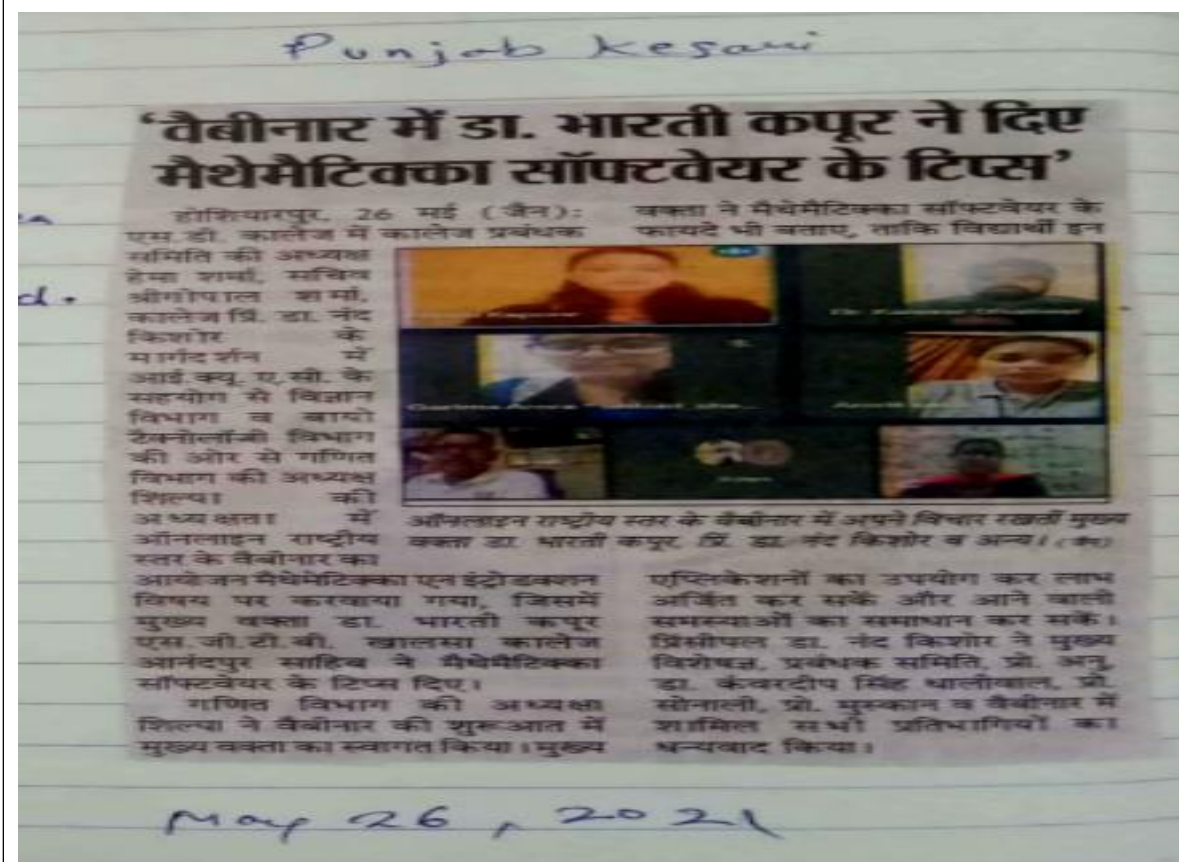 Punjab Kesari
'वैबीनार में डा. भारती कपूर ने दिए
मैथेमैटिक्का सॉफ्टवेयर के टिप्स'
होशियारपुर, 26 मई (जैन):
एस.डी. कालेज में कालेज प्रबंधक
समिति की अध्यक्ष
हेमा शर्मा, सचिव
श्रीगोपाल शर्मा,
कालेज प्रिं. डा. नंद
किशोर के
मार्गदर्शन में
आई.क्यू.ए.सी. के
सहयोग से विज्ञान
विभाग व बायो
टैक्नोलॉजी विभाग
की ओर से गणित
विभाग की अध्यक्ष
शिल्पा की
अध्यक्षता में
ऑनलाइन राष्ट्रीय
स्तर के वैबीनार का
आयोजन मैथेमेटिक्का एन इंट्रोडक्शन
विषय पर करवाया गया, जिसमें
मुख्य वक्ता डा. भारती कपूर
एस.जी.टी.बी. खालसा कालेज
आनंदपुर साहिब ने मैथेमैटिक्का
सॉफ्टवेयर के टिप्स दिए।
गणित विभाग की अध्यक्षा
शिल्पा ने वैबीनार की शुरूआत में
मुख्य वक्ता का स्वागत किया। मुख्य
वक्ता ने मैथेमैटिक्का सॉफ्टवेयर के
फायदे भी बताए, ताकि विद्यार्थी इन
ऑनलाइन राष्ट्रीय स्तर के वैबीनार में अपने विचार रखतीं मुख्य
वक्ता डा. भारती कपूर, प्रिं. डा. नंद किशोर व अन्य। (जैन)
एप्लिकेशनों का उपयोग कर लाभ
अर्जित कर सकें और आने वाली
समस्याओं का समाधान कर सकें।
प्रिंसीपल डा. नंद किशोर ने मुख्य
विशेषज्ञ, प्रबंधक समिति, प्रो. अनु,
डा. कंवरदीप सिंह धालीवाल, प्रो.
सोनाली, प्रो. मुस्कान व वैबीनार में
शामिल सभी प्रतिभागियों का
धन्यवाद किया।
May 26, 2021